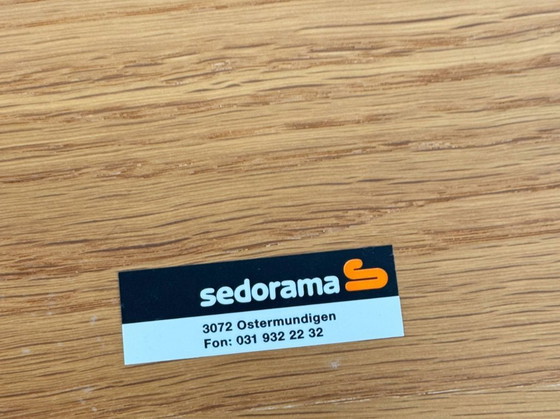 sedorama
3072 Ostermundigen
Fon: 031 932 22 32